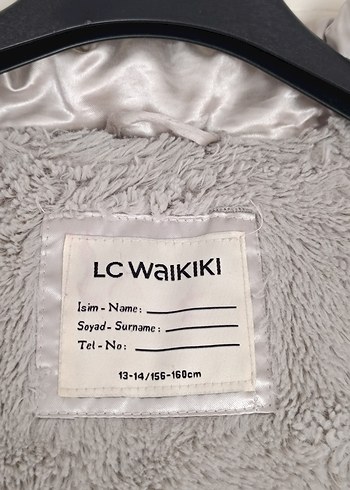 LC WAIKIKI
Isim - Name:
Soyad - Surname:
Tel - No:
13-14/156-160cm